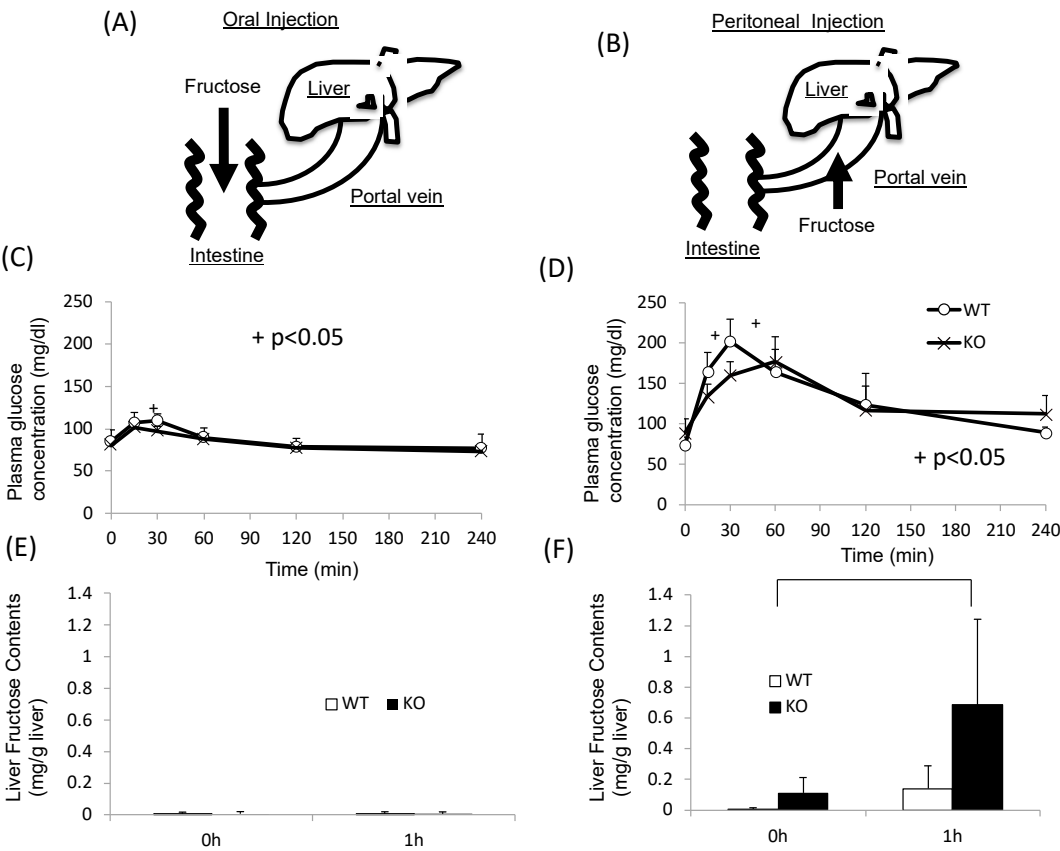 (A)
Oral Injection
Fructose
Liver
Portal vein
Intestine
(B)
Peritoneal Injection
Liver
Portal vein
Fructose
Intestine
(C)
Plasma glucose
concentration (mg/dl)
250
200
150
100
50
0
+ p<0.05
+
0 30 60 90 120 150 180 210 240
Time (min)
(D)
Plasma glucose
concentration (mg/dl)
250
200
150
100
50
0
+ +
WT
KO
+ p<0.05
0 30 60 90 120 150 180 210 240
Time (min)
(E)
Liver Fructose Contents
(mg/g liver)
1.4
1.2
1
0.8
0.6
0.4
0.2
0
WT KO
0h 1h
(F)
Liver Fructose Contents
(mg/g liver)
1.4
1.2
1
0.8
0.6
0.4
0.2
0
WT
KO
0h 1h